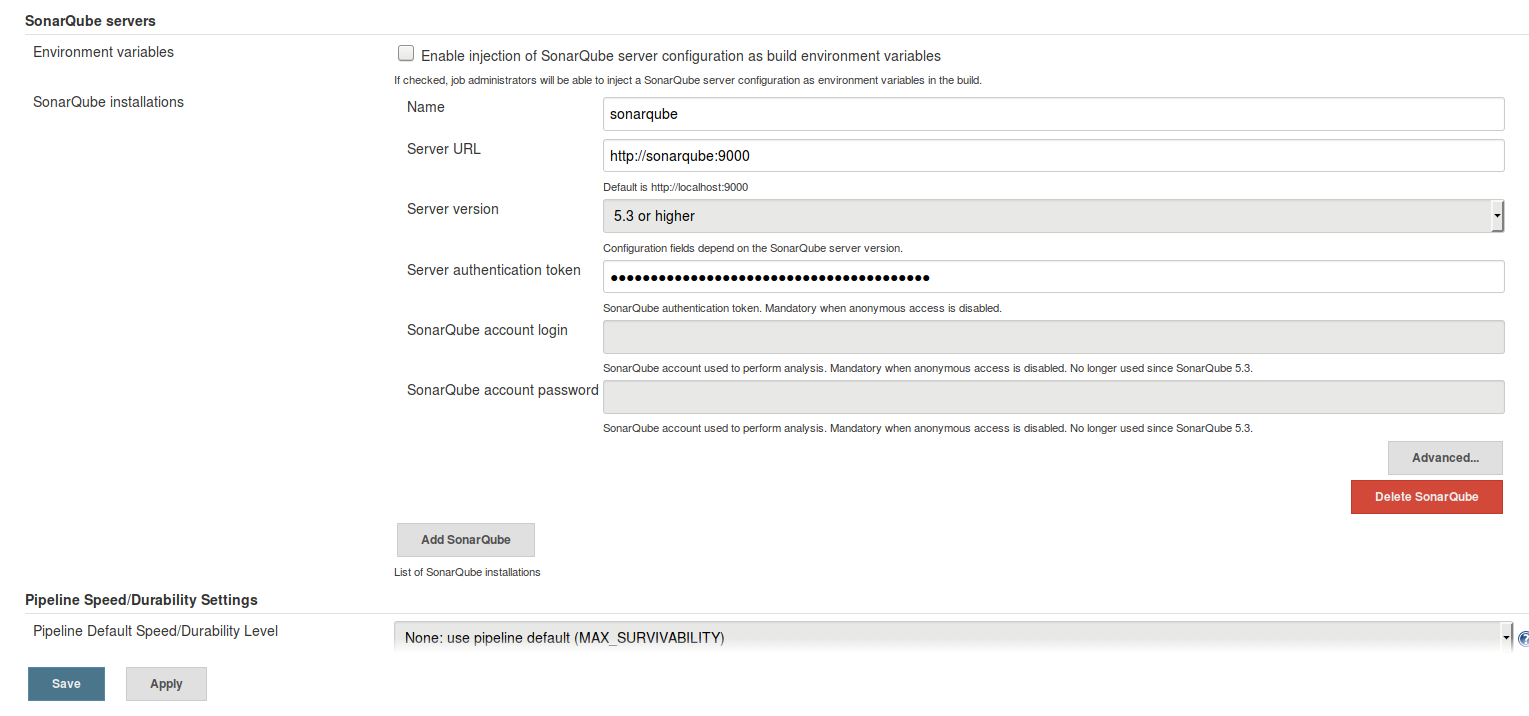 SonarQube servers
Environment variables
Enable injection of SonarQube server configuration as build environment variables
If checked, job administrators will be able to inject a SonarQube server configuration as environment variables in the build.
SonarQube installations
Name
sonarqube
Server URL
http://sonarqube:9000
Default is http://localhost:9000
Server version
5.3 or higher
Configuration fields depend on the SonarQube server version.
Server authentication token
●●●●●●●●●●●●●●●●●●●●●●●●●●●●●●●●●●●●●●●●
SonarQube authentication token. Mandatory when anonymous access is disabled.
SonarQube account login
SonarQube account used to perform analysis. Mandatory when anonymous access is disabled. No longer used since SonarQube 5.3.
SonarQube account password
SonarQube account used to perform analysis. Mandatory when anonymous access is disabled. No longer used since SonarQube 5.3.
Advanced...
Delete SonarQube
Add SonarQube
List of SonarQube installations
Pipeline Speed/Durability Settings
Pipeline Default Speed/Durability Level
None: use pipeline default (MAX_SURVIVABILITY)
?
Save
Apply